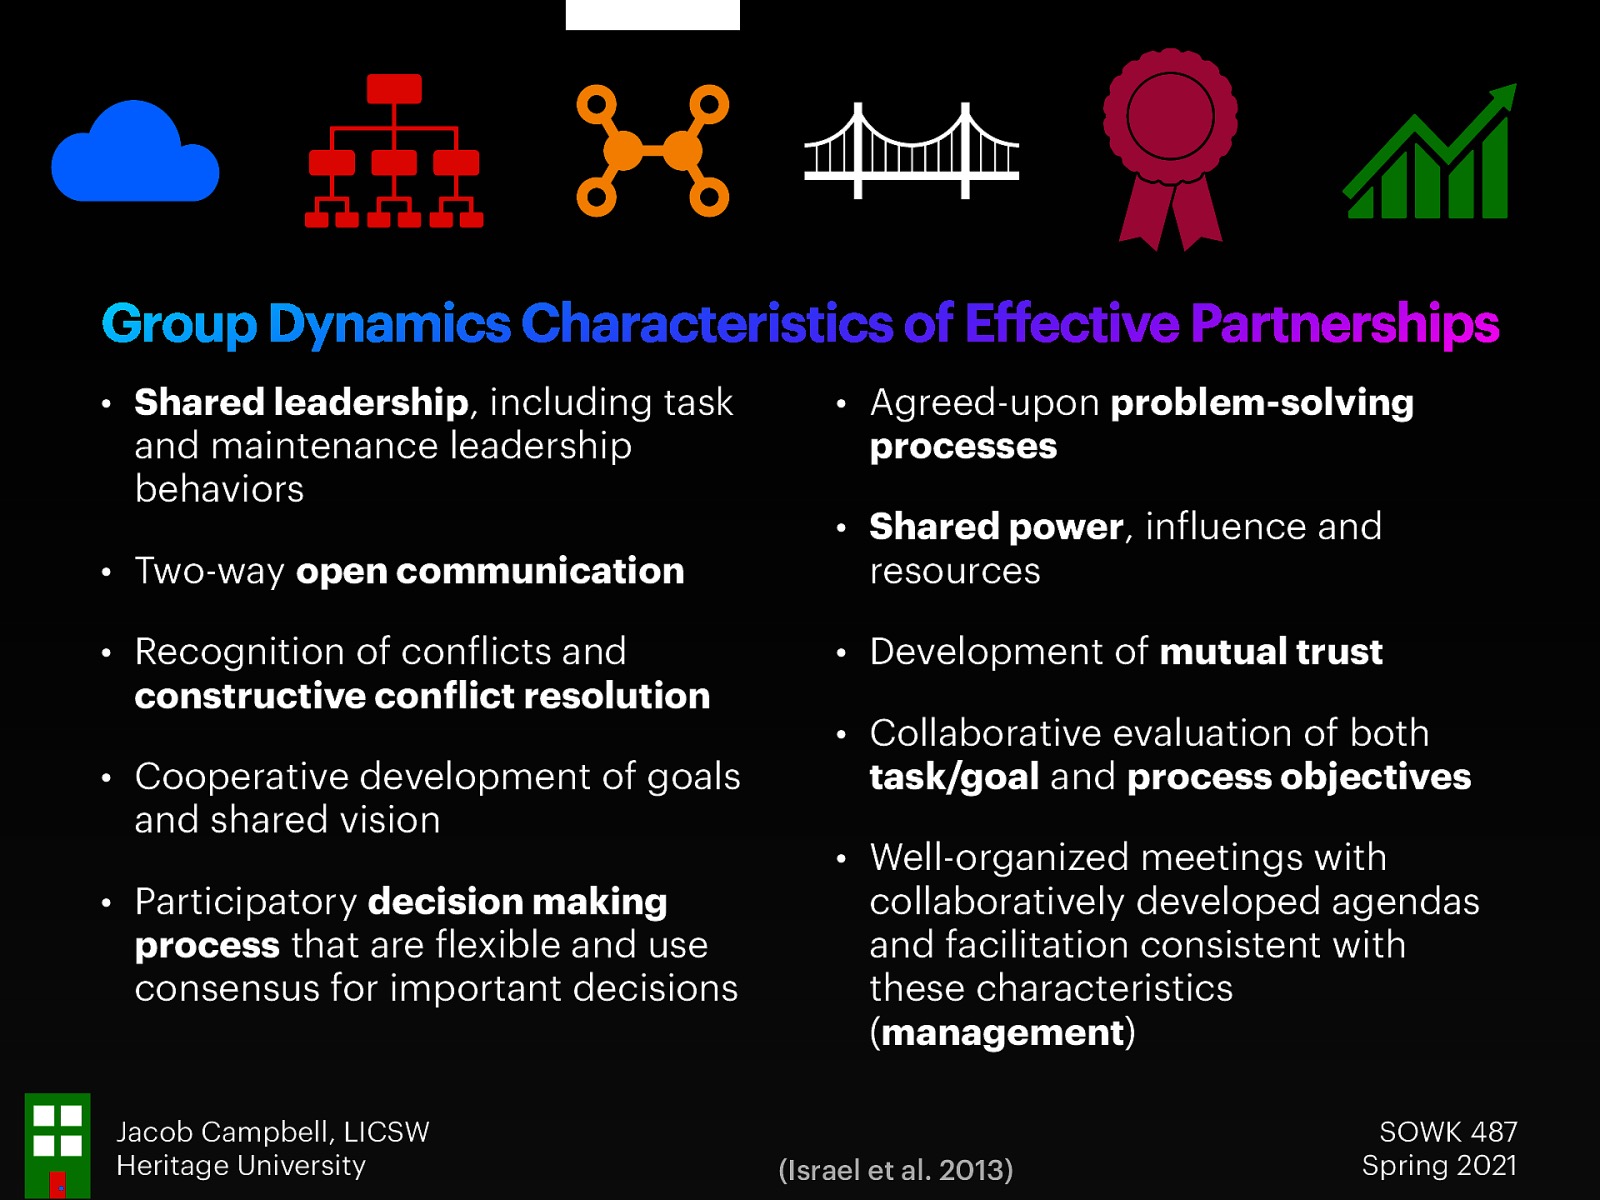 Group Dynamics Characteristics of Effective Partnerships
• Shared leadership, including task
and maintenance leadership
behaviors
• Two-way open communication
• Recognition of conflicts and
constructive conflict resolution
• Cooperative development of goals
and shared vision
• Participatory decision making
process that are flexible and use
consensus for important decisions
• Agreed-upon problem-solving
processes
• Shared power, influence and
resources
• Development of mutual trust
• Collaborative evaluation of both
task/goal and process objectives
• Well-organized meetings with
collaboratively developed agendas
and facilitation consistent with
these characteristics
(management)
Jacob Campbell, LICSW
Heritage University
(Israel et al. 2013)
SOWK 487
Spring 2021